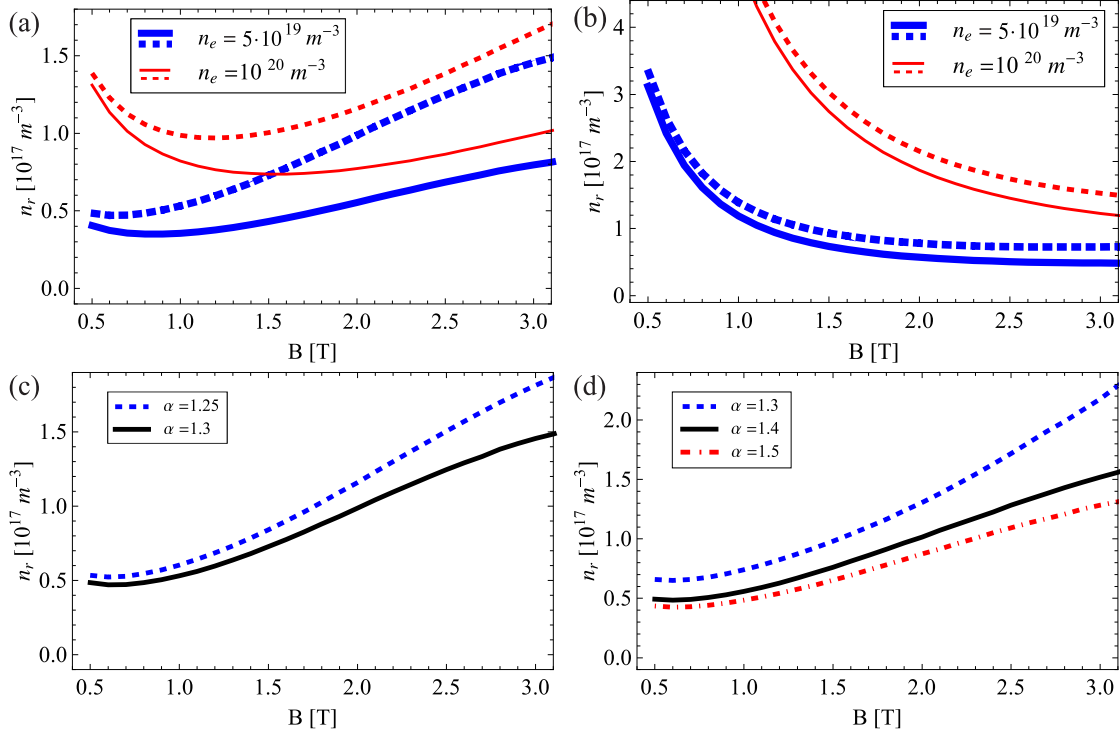 (a)
n_e = 5·10^19 m^−3
n_e =10^20 m^−3
n_r [10^17 m^−3]
1.5
1.0
0.5
0.0
0.5 1.0 1.5 2.0 2.5 3.0
B [T]
(b)
n_e = 5·10^19 m^−3
n_e =10^20 m^−3
n_r [10^17 m^−3]
4
3
2
1
0
0.5 1.0 1.5 2.0 2.5 3.0
B [T]
(c)
α =1.25
α =1.3
n_r [10^17 m^−3]
1.5
1.0
0.5
0.0
0.5 1.0 1.5 2.0 2.5 3.0
B [T]
(d)
α =1.3
α =1.4
α =1.5
n_r [10^17 m^−3]
2.0
1.5
1.0
0.5
0.0
0.5 1.0 1.5 2.0 2.5 3.0
B [T]